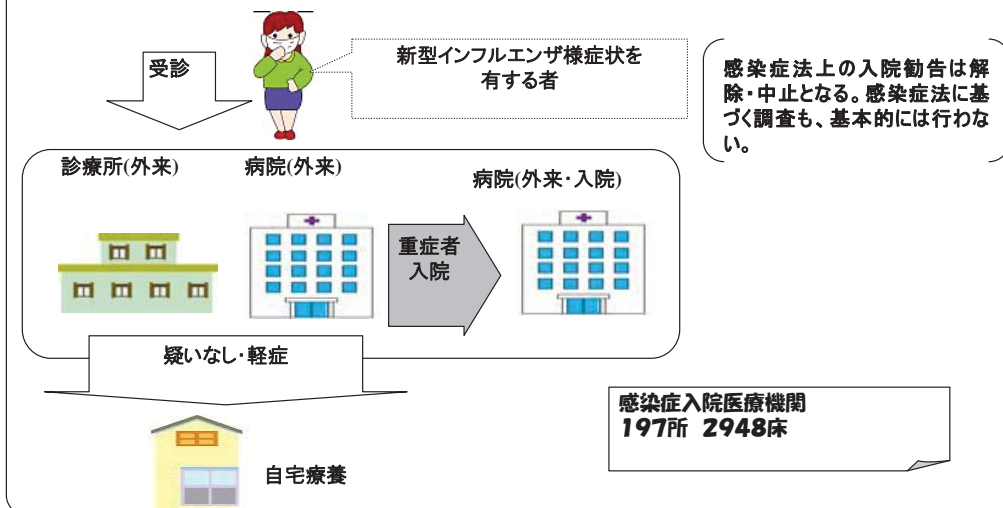 受診
新型インフルエンザ様症状を
有する者
感染症法上の入院勧告は解
除・中止となる。感染症法に基
づく調査も、基本的には行わな
い。
診療所(外来)
病院(外来)
病院(外来・入院)
重症者
入院
疑いなし・軽症
自宅療養
感染症入院医療機関
197所 2948床